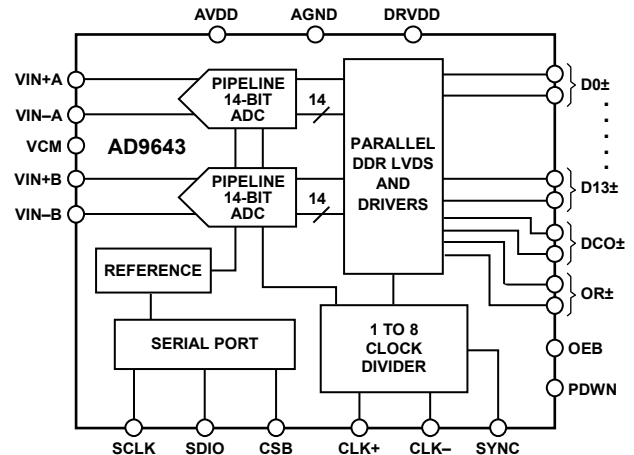 AVDD AGND DRVDD
VIN+A
VIN–A
VCM
VIN+B
VIN–B
AD9643
PIPELINE
14-BIT
ADC
14
PIPELINE
14-BIT
ADC
14
PARALLEL
DDR LVDS
AND
DRIVERS
D0±
D13±
DCO±
OR±
OEB
PDWN
REFERENCE
SERIAL PORT
1 TO 8
CLOCK
DIVIDER
SCLK SDIO CSB CLK+ CLK– SYNC